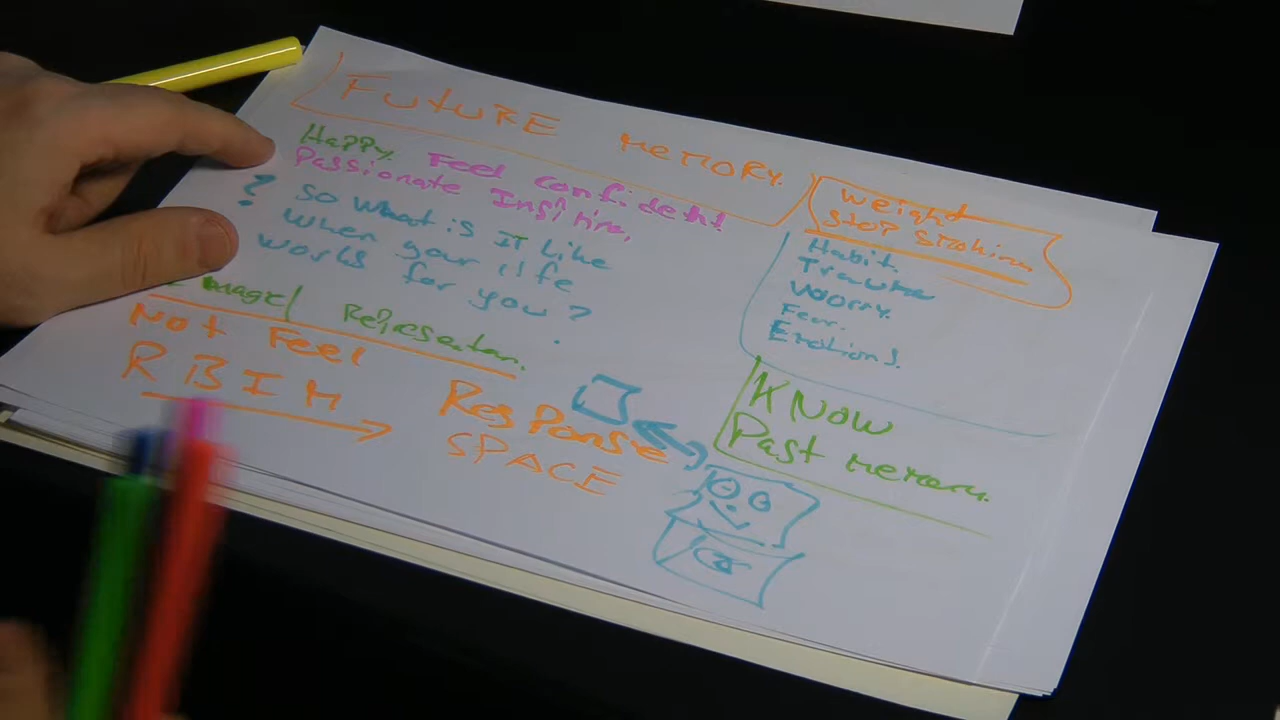 FUTURE MEMORY.
Happy. Feel confident!
Passionate Inspire.
? So what is it like
when your life
works for you?
Image/ Represetan.
Not Feel
RBIM
Response
SPACE
Weight
Stop Smoking
Habit.
Trauma
Worry.
Fear.
Emotions.
KNow
Past memory.